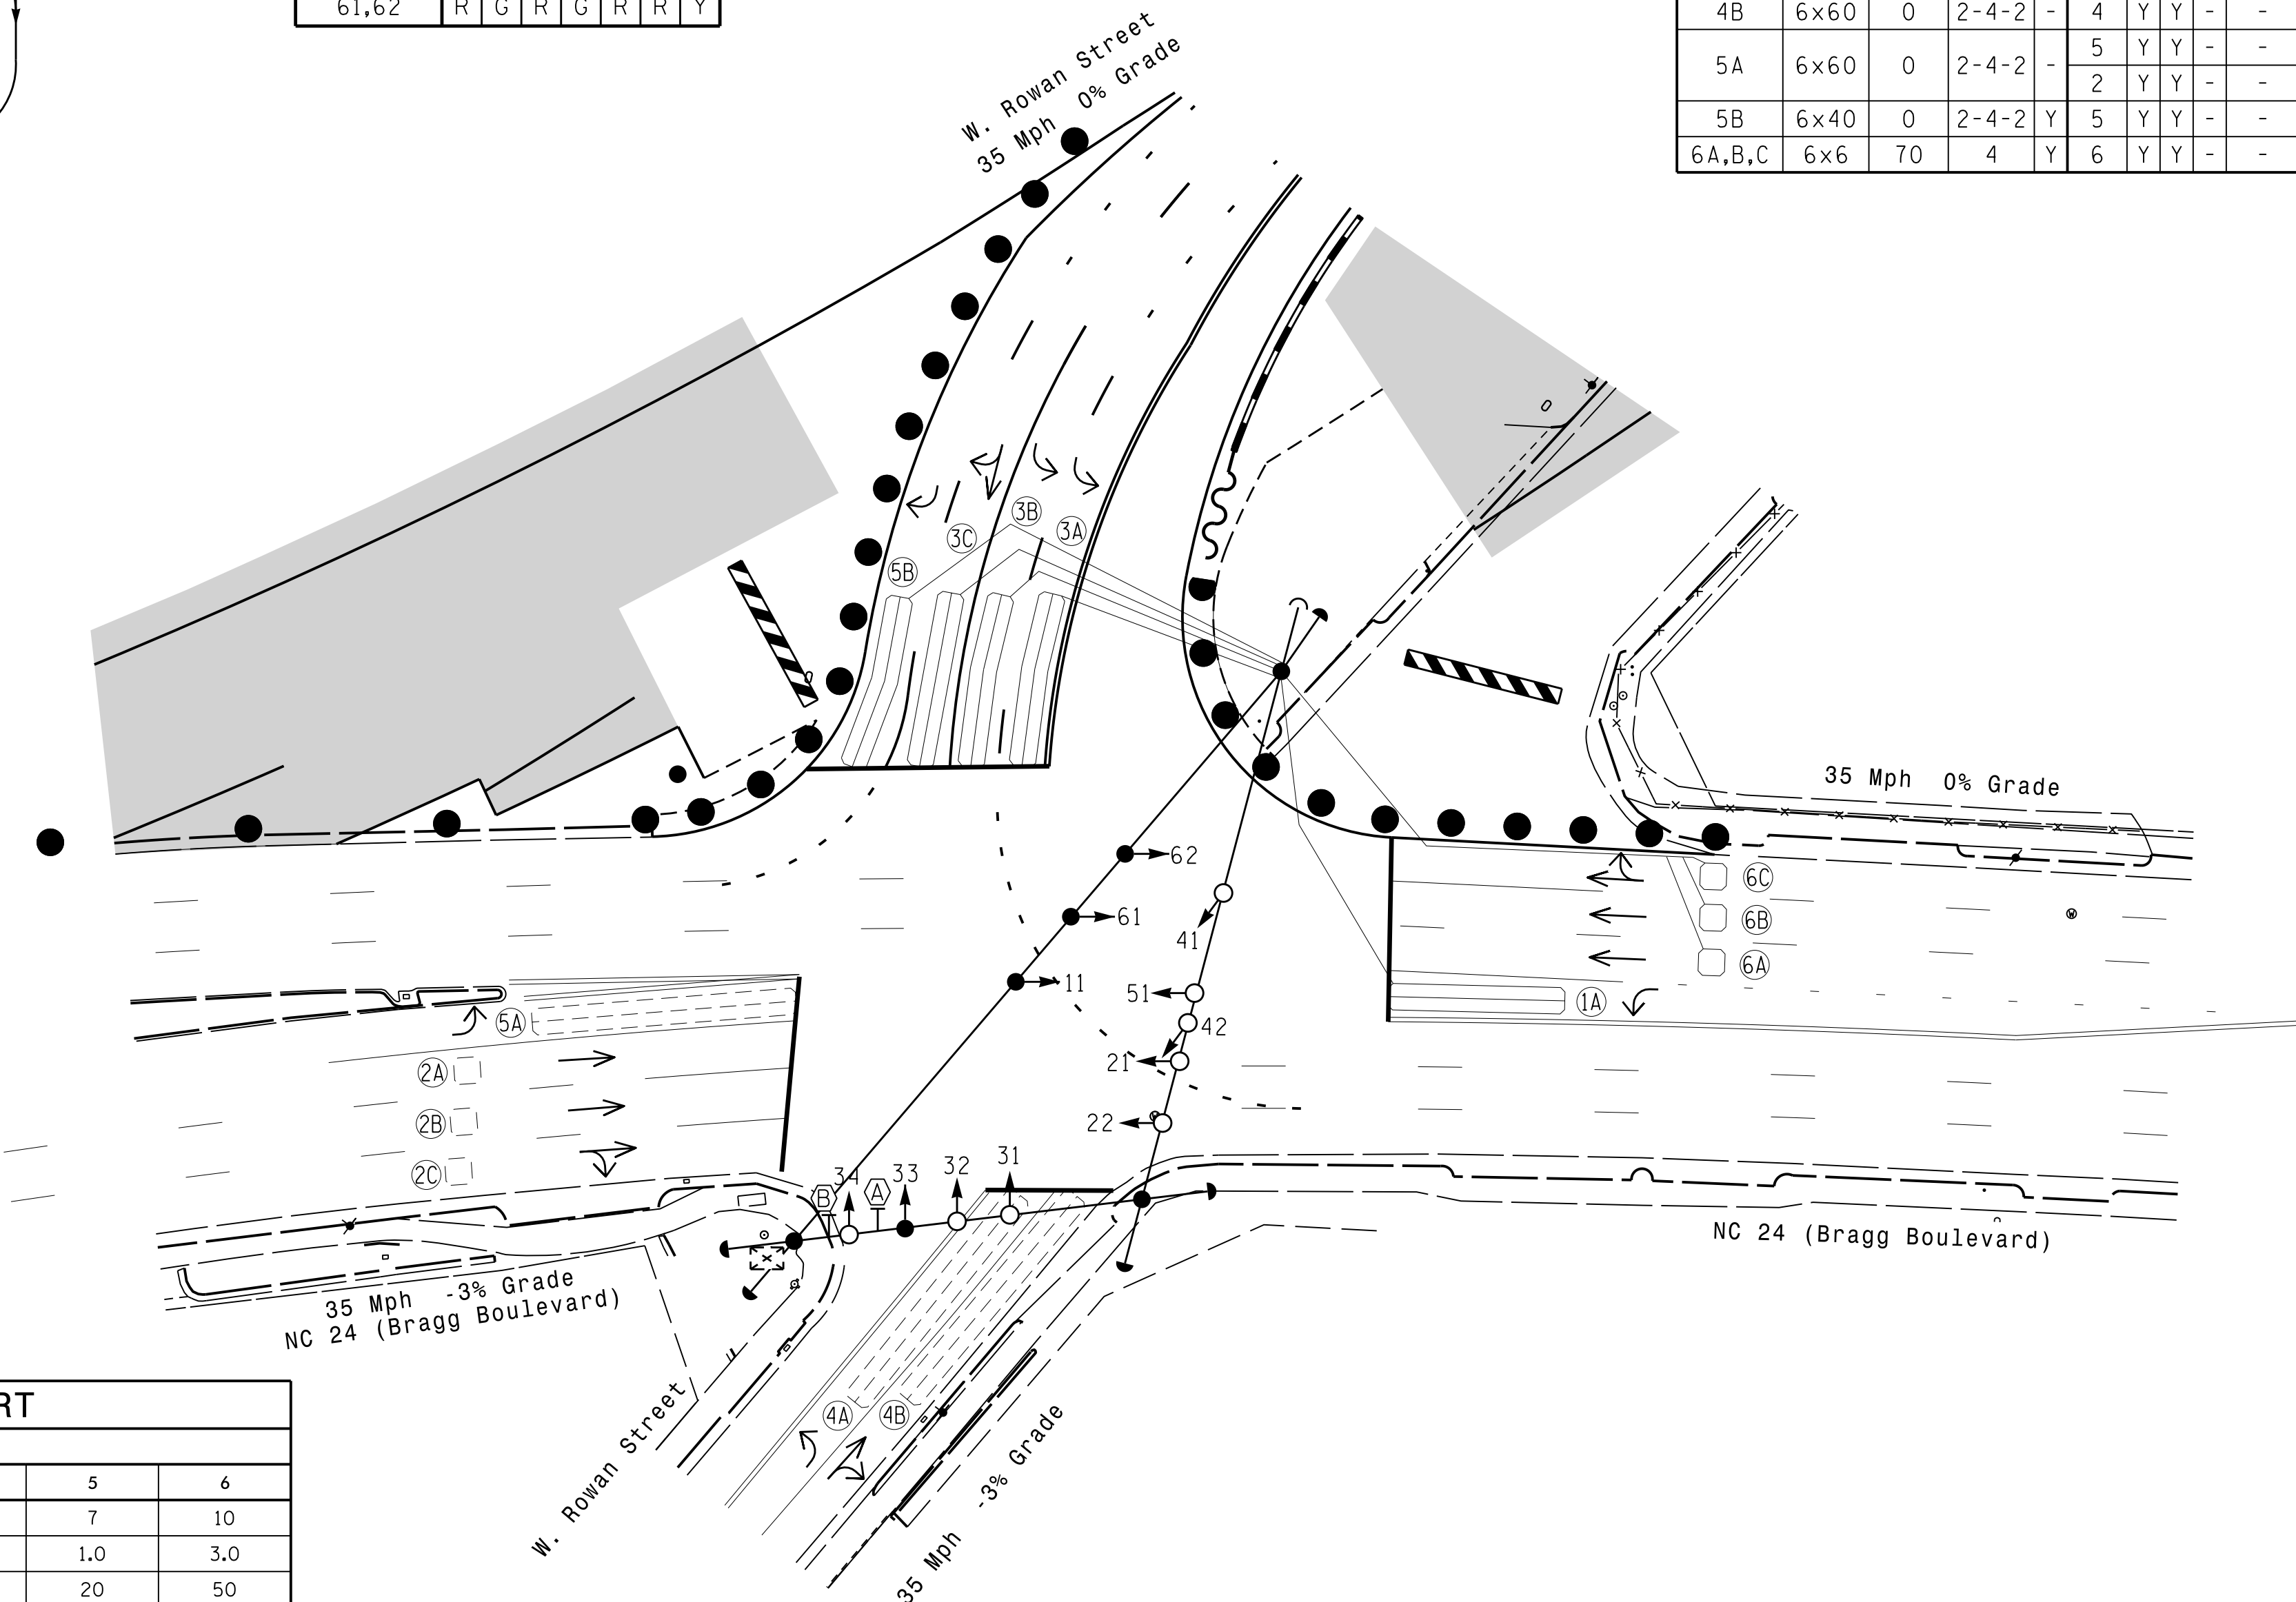 61,62 R G R G R R Y
4B 6x60 0 2-4-2 - 4 Y Y - -
5A 6x60 0 2-4-2 - 5 Y Y - -
2 Y Y - -
5B 6x40 0 2-4-2 Y 5 Y Y - -
6A,B,C 6x6 70 4 Y 6 Y Y - -
W. Rowan Street
35 Mph 0% Grade
3B
3A
3C
5B
35 Mph 0% Grade
62
6C
61
6B
41
6A
11
51
1A
5A
42
21
2A
22
2B
2C
31
32
33
34
A
B
NC 24 (Bragg Boulevard)
35 Mph -3% Grade
NC 24 (Bragg Boulevard)
4A
4B
W. Rowan Street
35 Mph -3% Grade
RT
5 6
7 10
1.0 3.0
20 50